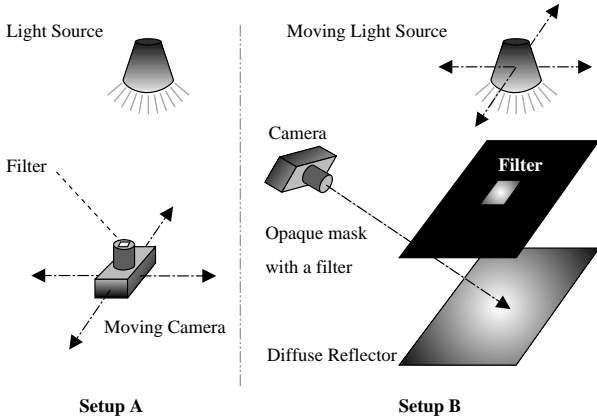 Light Source
Filter
Moving Camera
Setup A
Moving Light Source
Camera
Filter
Opaque mask
with a filter
Diffuse Reflector
Setup B